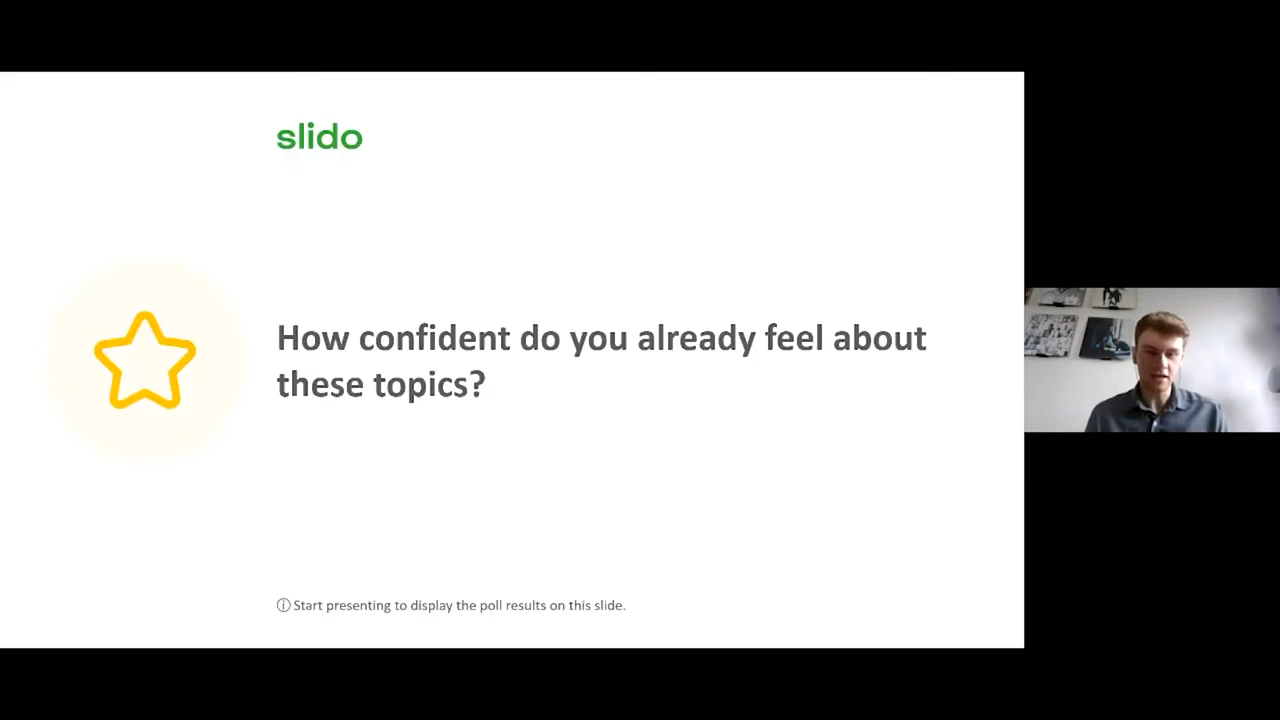 slido
How confident do you already feel about
these topics?
ⓘ Start presenting to display the poll results on this slide.